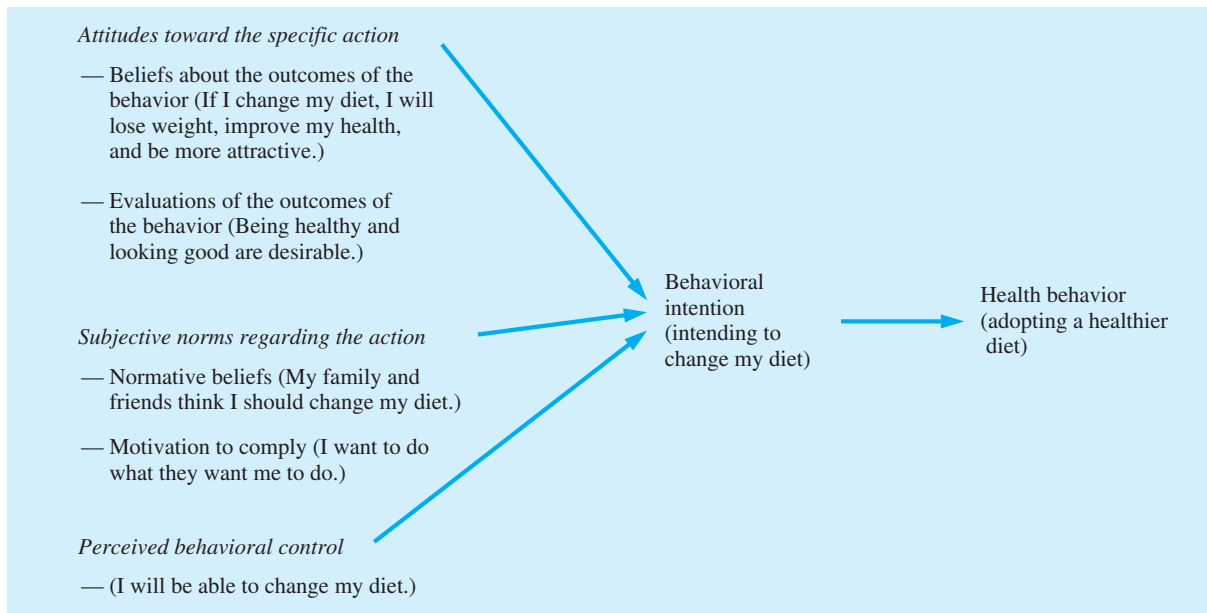 Attitudes toward the specific action
— Beliefs about the outcomes of the
behavior (If I change my diet, I will
lose weight, improve my health,
and be more attractive.)
— Evaluations of the outcomes of
the behavior (Being healthy and
looking good are desirable.)
Subjective norms regarding the action
— Normative beliefs (My family and
friends think I should change my diet.)
— Motivation to comply (I want to do
what they want me to do.)
Perceived behavioral control
— (I will be able to change my diet.)
Behavioral
intention
(intending to
change my diet)
Health behavior
(adopting a healthier
diet)